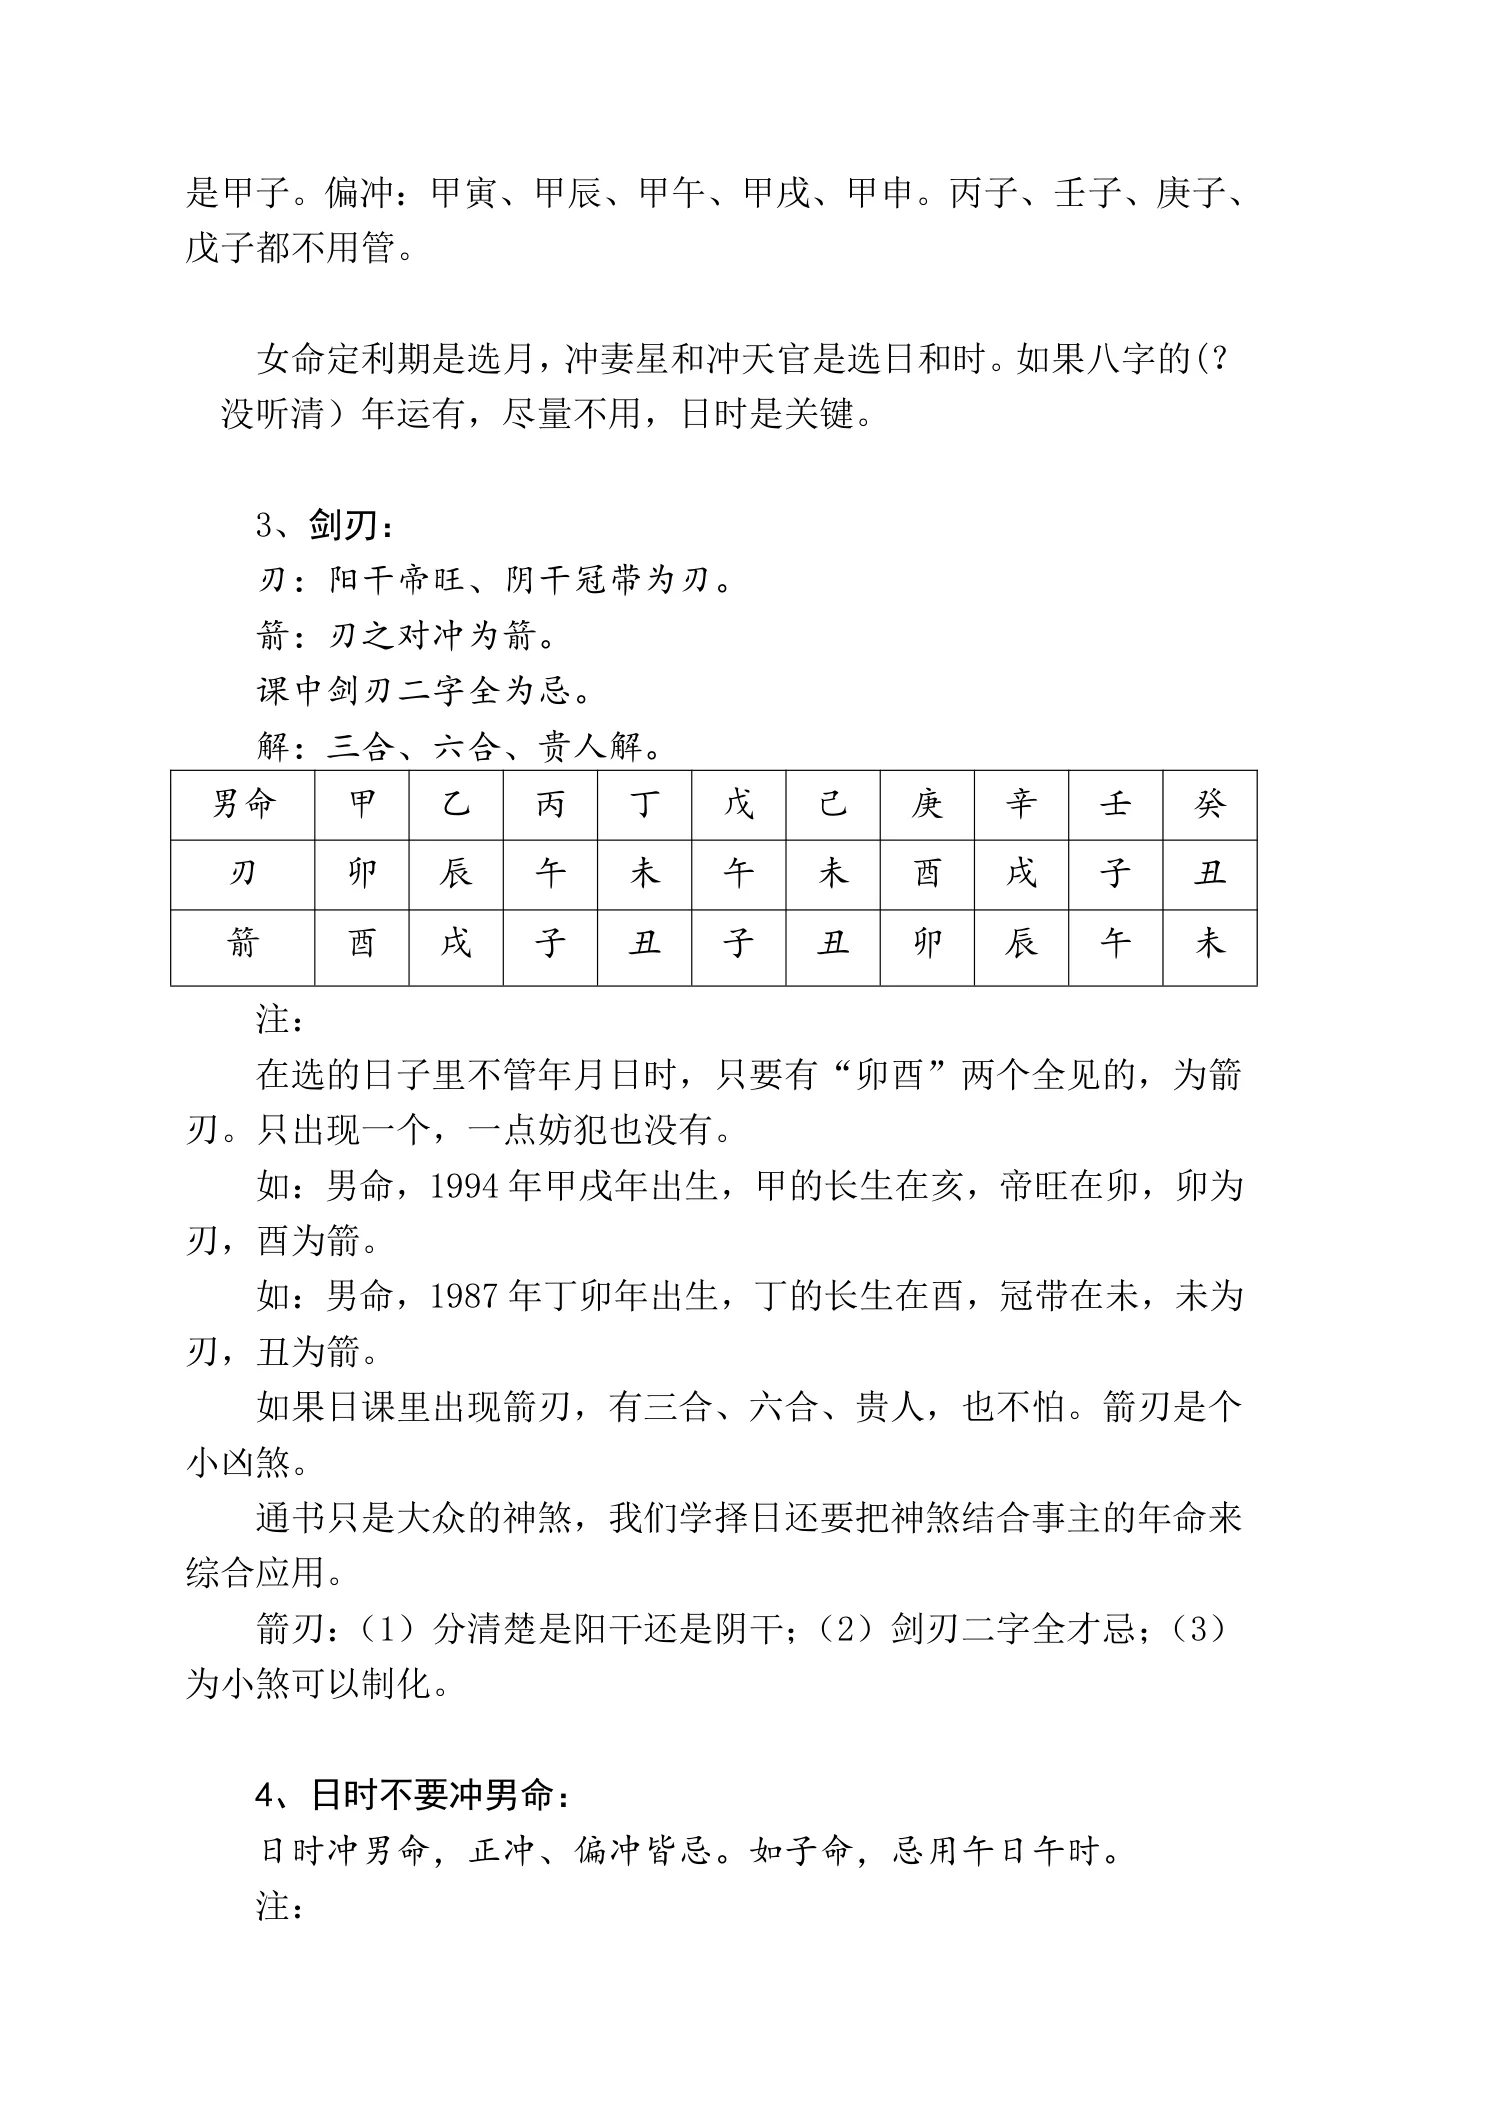 是甲子。偏冲：甲寅、甲辰、甲午、甲戌、甲申。丙子、壬子、庚子、
戊子都不用管。
女命定利期是选月，冲妻星和冲天官是选日和时。如果八字的（？
没听清）年运有，尽量不用，日时是关键。
3、剑刃：
刃：阳干帝旺、阴干冠带为刃。
箭：刃之对冲为箭。
课中剑刃二字全为忌。
解：三合、六合、贵人解。
男命 甲 乙 丙 丁 戊 己 庚 辛 壬 癸
刃 卯 辰 午 未 午 未 酉 戌 子 丑
箭 酉 戌 子 丑 子 丑 卯 辰 午 未
注：
在选的日子里不管年月日时，只要有“卯酉”两个全见的，为箭
刃。只出现一个，一点妨犯也没有。
如：男命，1994 年甲戌年出生，甲的长生在亥，帝旺在卯，卯为
刃，酉为箭。
如：男命，1987 年丁卯年出生，丁的长生在酉，冠带在未，未为
刃，丑为箭。
如果日课里出现箭刃，有三合、六合、贵人，也不怕。箭刃是个
小凶煞。
通书只是大众的神煞，我们学择日还要把神煞结合事主的年命来
综合应用。
箭刃：（1）分清楚是阳干还是阴干；（2）剑刃二字全才忌；（3）
为小煞可以制化。
4、日时不要冲男命：
日时冲男命，正冲、偏冲皆忌。如子命，忌用午日午时。
注：